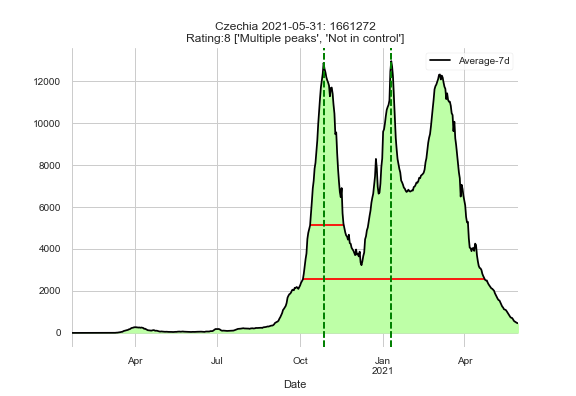 Czechia 2021-05-31: 1661272
Rating:8 ['Multiple peaks', 'Not in control']
Average-7d
12000
10000
8000
6000
4000
2000
0
Apr
Jul
Oct
Jan
2021
Apr
Date